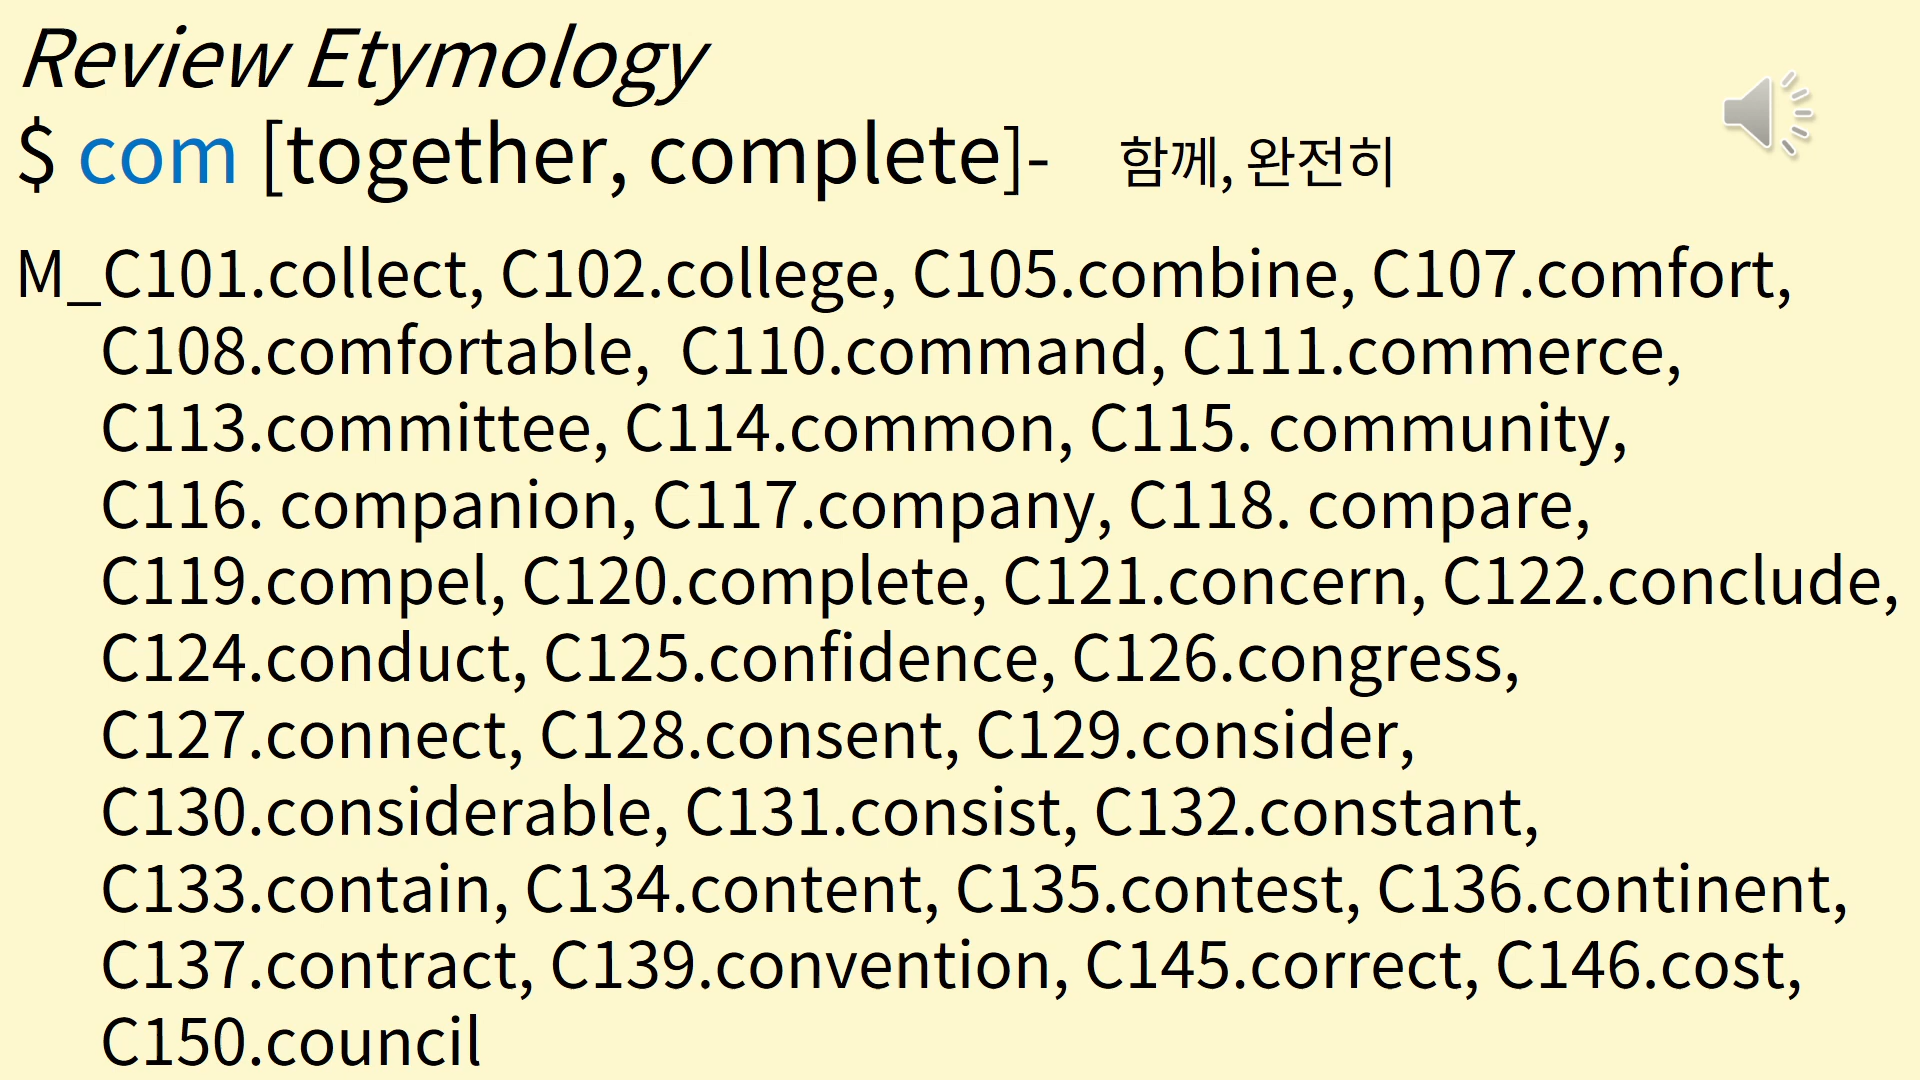 Review Etymology
$ com [together, complete]- 함께, 완전히
M_C101.collect, C102.college, C105.combine, C107.comfort,
C108.comfortable, C110.command, C111.commerce,
C113.committee, C114.common, C115. community,
C116. companion, C117.company, C118. compare,
C119.compel, C120.complete, C121.concern, C122.conclude,
C124.conduct, C125.confidence, C126.congress,
C127.connect, C128.consent, C129.consider,
C130.considerable, C131.consist, C132.constant,
C133.contain, C134.content, C135.contest, C136.continent,
C137.contract, C139.convention, C145.correct, C146.cost,
C150.council